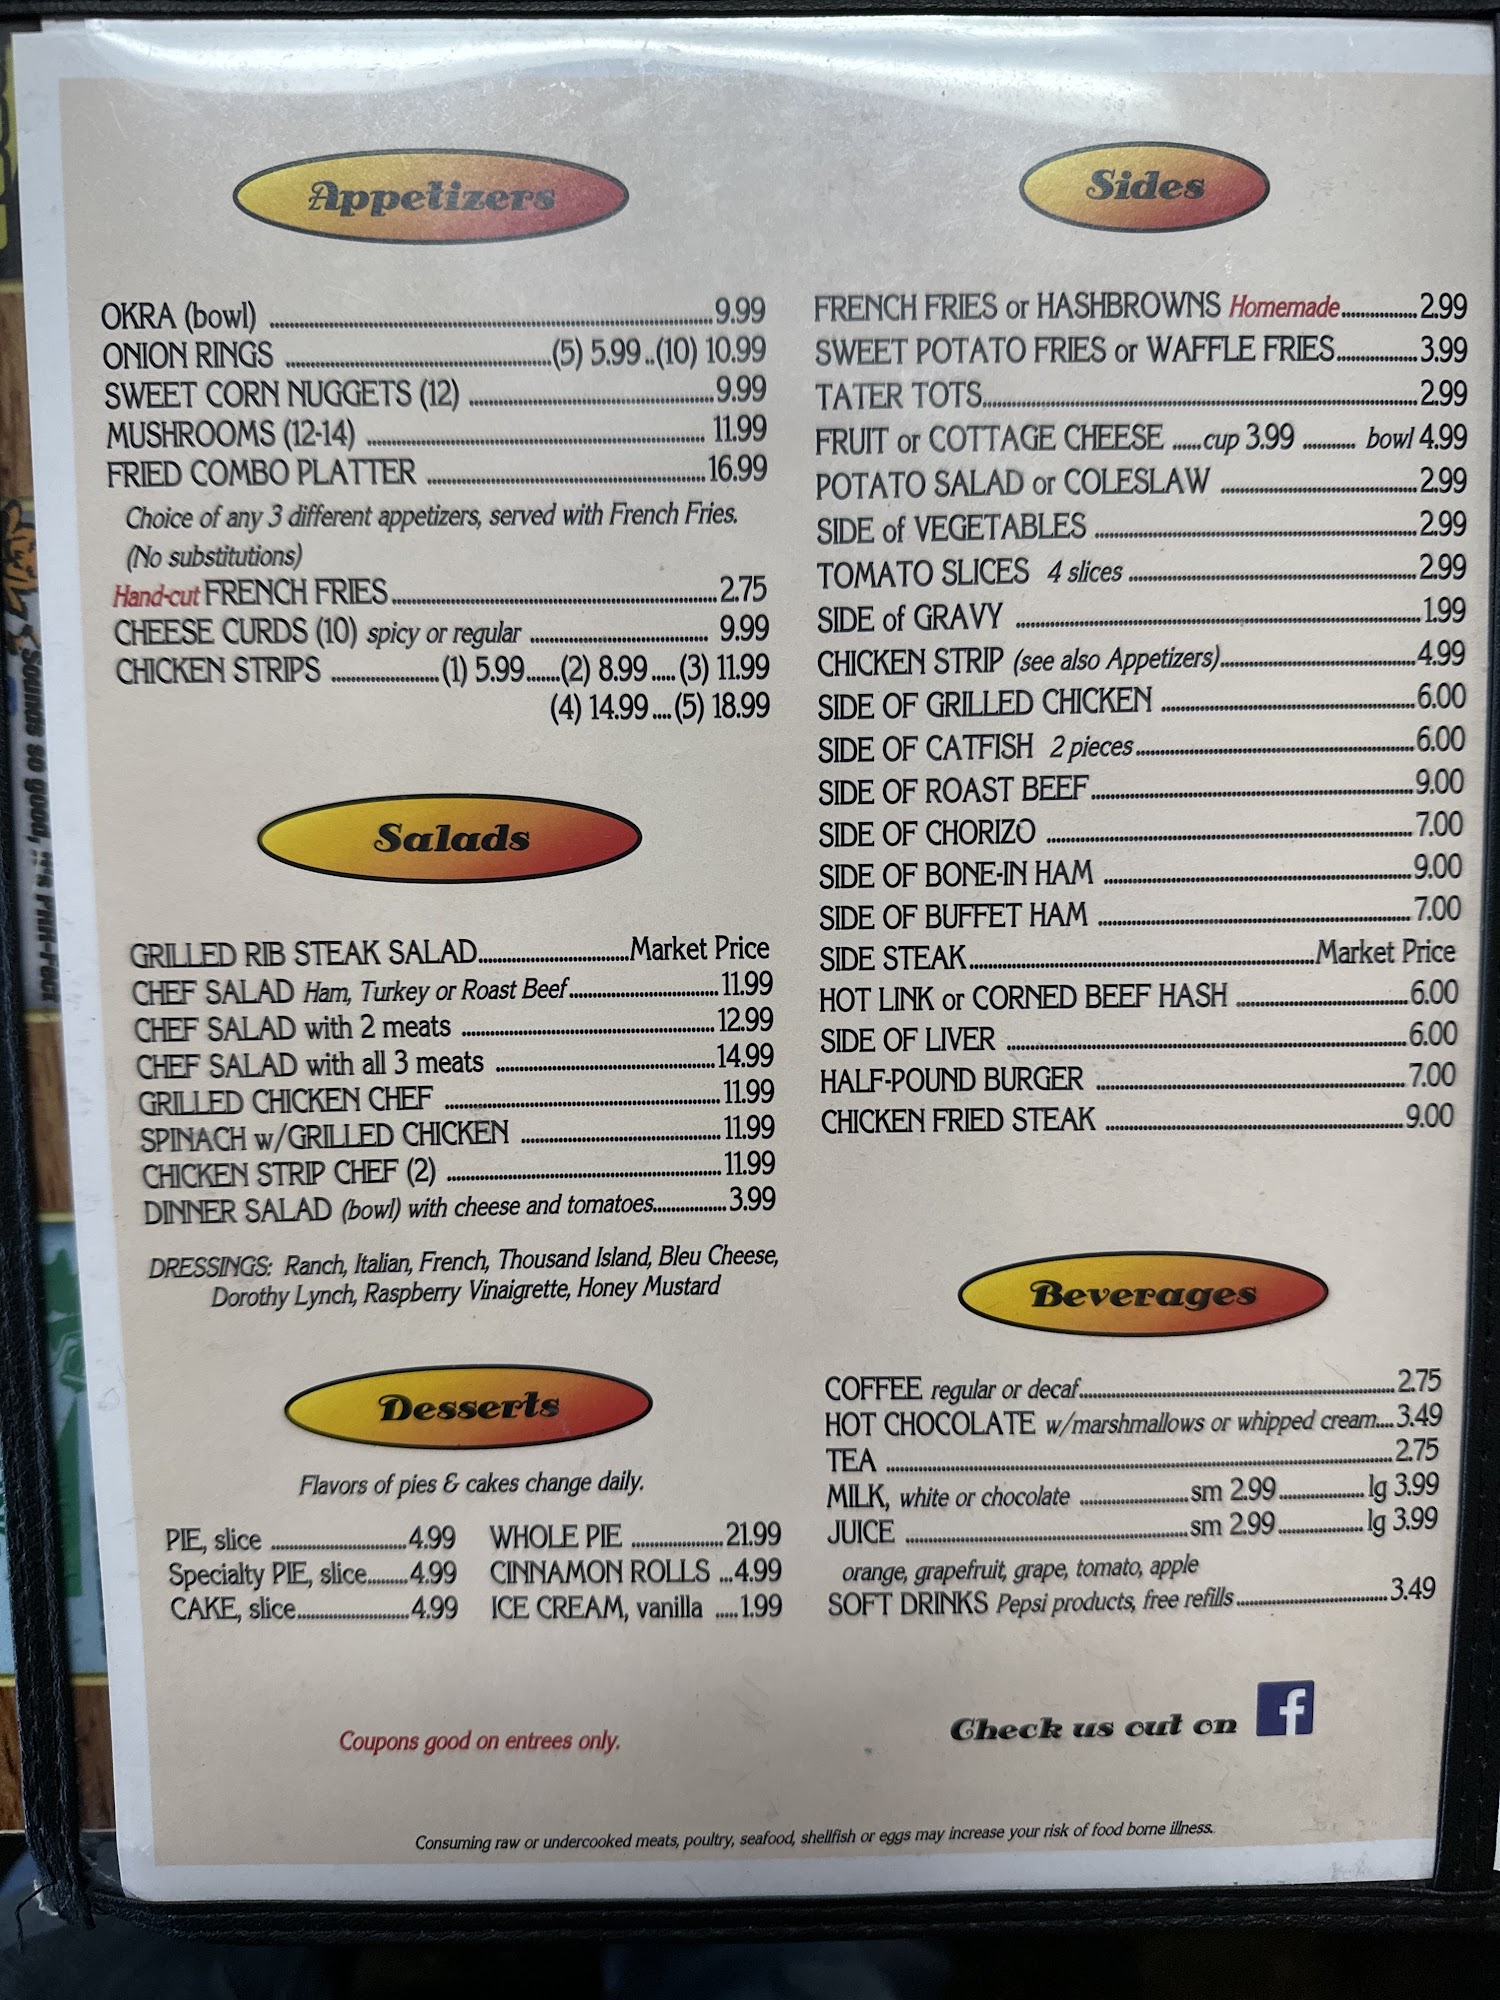 Appetizers
OKRA (bowl) ........ 9.99
ONION RINGS ........ (5) 5.99 .. (10) 10.99
SWEET CORN NUGGETS (12) ........ 9.99
MUSHROOMS (12-14) ........ 11.99
FRIED COMBO PLATTER ........ 16.99
Choice of any 3 different appetizers, served with French Fries.
(No substitutions)
Hand-cut FRENCH FRIES ........ 2.75
CHEESE CURDS (10) spicy or regular ........ 9.99
CHICKEN STRIPS ........ (1) 5.99 ....... (2) 8.99 ..... (3) 11.99
(4) 14.99 .... (5) 18.99
Salads
GRILLED RIB STEAK SALAD ........ Market Price
CHEF SALAD Ham, Turkey or Roast Beef ........ 11.99
CHEF SALAD with 2 meats ........ 12.99
CHEF SALAD with all 3 meats ........ 14.99
GRILLED CHICKEN CHEF ........ 11.99
SPINACH w/GRILLED CHICKEN ........ 11.99
CHICKEN STRIP CHEF (2) ........ 11.99
DINNER SALAD (bowl) with cheese and tomatoes ........ 3.99
DRESSINGS: Ranch, Italian, French, Thousand Island, Bleu Cheese,
Dorothy Lynch, Raspberry Vinaigrette, Honey Mustard
Desserts
Flavors of pies & cakes change daily.
PIE, slice ........ 4.99
Specialty PIE, slice ........ 4.99
CAKE, slice ........ 4.99
WHOLE PIE ........ 21.99
CINNAMON ROLLS ... 4.99
ICE CREAM, vanilla ..... 1.99
Coupons good on entrees only.
Sides
FRENCH FRIES or HASHBROWNS Homemade ........ 2.99
SWEET POTATO FRIES or WAFFLE FRIES ........ 3.99
TATER TOTS ........ 2.99
FRUIT or COTTAGE CHEESE ...... cup 3.99 .......... bowl 4.99
POTATO SALAD or COLESLAW ........ 2.99
SIDE of VEGETABLES ........ 2.99
TOMATO SLICES 4 slices ........ 2.99
SIDE of GRAVY ........ 1.99
CHICKEN STRIP (see also Appetizers) ........ 4.99
SIDE OF GRILLED CHICKEN ........ 6.00
SIDE OF CATFISH 2 pieces ........ 6.00
SIDE OF ROAST BEEF ........ 9.00
SIDE OF CHORIZO ........ 7.00
SIDE OF BONE-IN HAM ........ 9.00
SIDE OF BUFFET HAM ........ 7.00
SIDE STEAK ........ Market Price
HOT LINK or CORNED BEEF HASH ........ 6.00
SIDE OF LIVER ........ 6.00
HALF-POUND BURGER ........ 7.00
CHICKEN FRIED STEAK ........ 9.00
Beverages
COFFEE regular or decaf ........ 2.75
HOT CHOCOLATE w/marshmallows or whipped cream .... 3.49
TEA ........ 2.75
MILK, white or chocolate ........ sm 2.99 ........ lg 3.99
JUICE ........ sm 2.99 ........ lg 3.99
orange, grapefruit, grape, tomato, apple
SOFT DRINKS Pepsi products, free refills ........ 3.49
Check us out on f
Consuming raw or undercooked meats, poultry, seafood, shellfish or eggs may increase your risk of food borne illness.
Sounds so good,